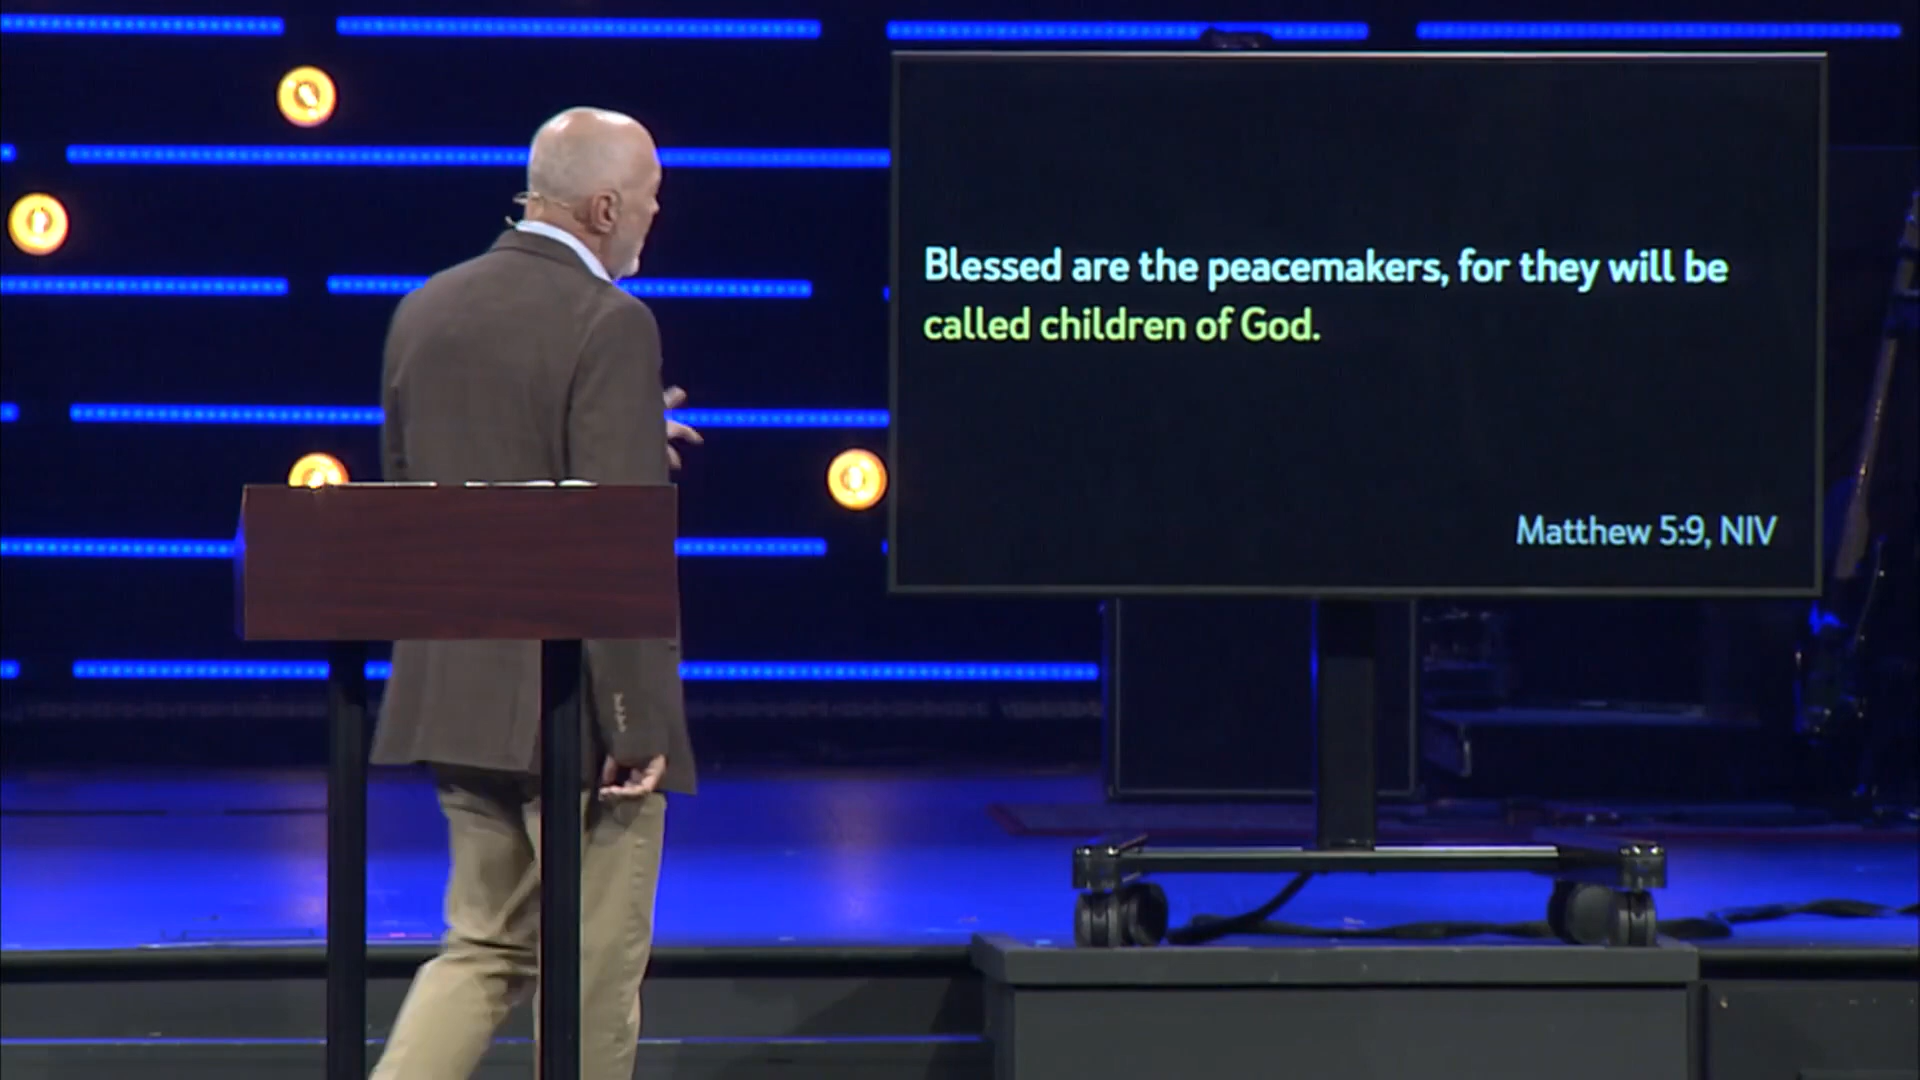 Blessed are the peacemakers, for they will be
called children of God.
Matthew 5:9, NIV